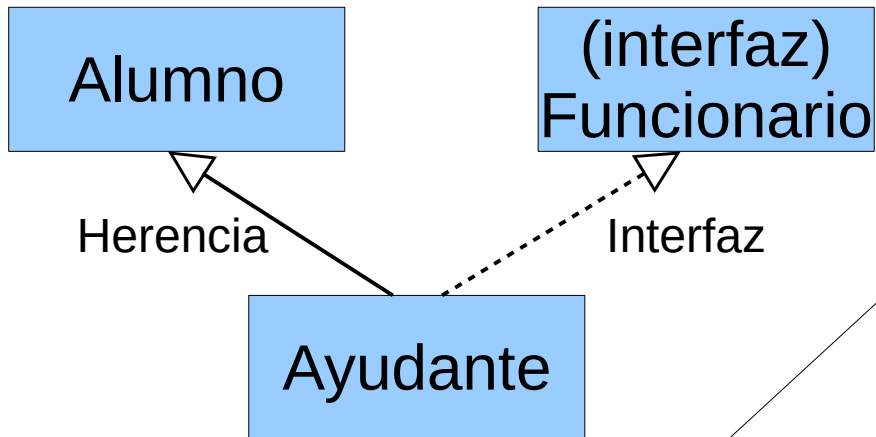 Alumno
(interfaz)
Funcionario
Herencia
Interfaz
Ayudante